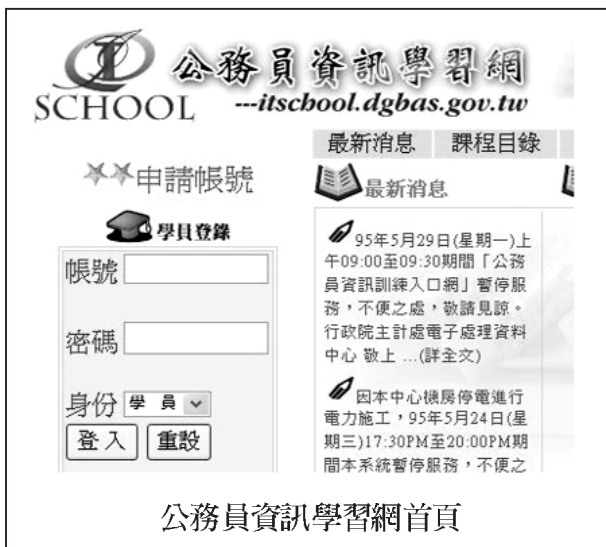 公務員資訊學習網
SCHOOL ---itschool.dgbas.gov.tw
最新消息 課程目錄
申請帳號
最新消息
學員登錄
帳號
密碼
身份 學 員
登入 重設
95年5月29日(星期一)上
午09:00至09:30期間「公務
員資訊訓練入口網」暫停服
務，不便之處，敬請見諒。
行政院主計處電子處理資料
中心 敬上 ...(詳全文)
因本中心機房停電進行
電力施工，95年5月24日(星
期三)17:30PM至20:00PM期
間本系統暫停服務，不便之
公務員資訊學習網首頁